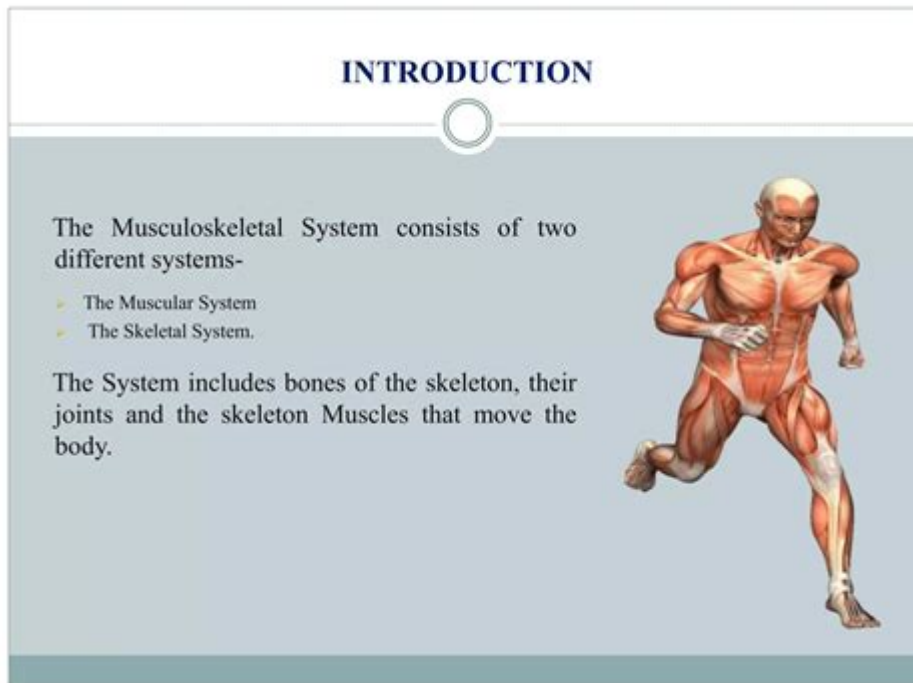 INTRODUCTION
The Musculoskeletal System consists of two
different systems-
The Muscular System
The Skeletal System.
The System includes bones of the skeleton, their
joints and the skeleton Muscles that move the
body.